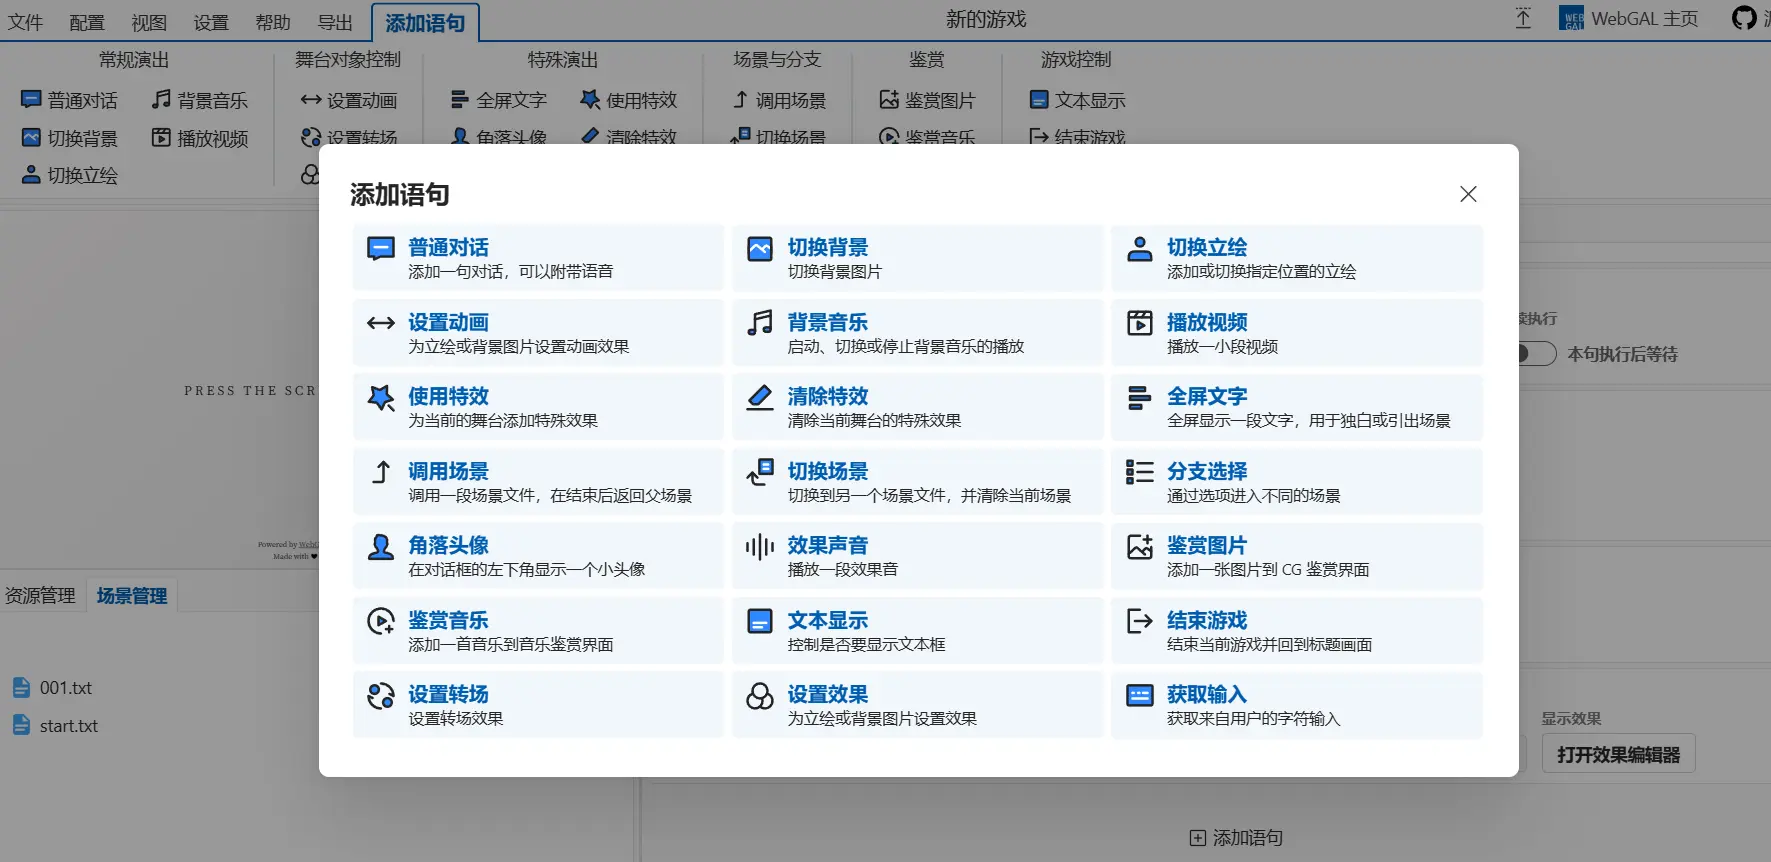 文件 配置 视图 设置 帮助 导出 添加语句 新的游戏 WebGAL 主页
常规演出 舞台对象控制 特殊演出 场景与分支 鉴赏 游戏控制
普通对话 背景音乐 设置动画 全屏文字 使用特效 调用场景 鉴赏图片 文本显示
切换背景 播放视频 设置转场 角落头像 清除特效 切换场景 鉴赏音乐 结束游戏
切换立绘
添加语句
普通对话 切换背景 切换立绘
添加一句对话，可以附带语音 切换背景图片 添加或切换指定位置的立绘
设置动画 背景音乐 播放视频
为立绘或背景图片设置动画效果 启动、切换或停止背景音乐的播放 播放一小段视频
使用特效 清除特效 全屏文字
为当前的舞台添加特殊效果 清除当前舞台的特殊效果 全屏显示一段文字，用于独白或引出场景
调用场景 切换场景 分支选择
调用一段场景文件，在结束后返回父场景 切换到另一个场景文件，并清除当前场景 通过选项进入不同的场景
角落头像 效果声音 鉴赏图片
在对话框的左下角显示一个小头像 播放一段效果音 添加一张图片到 CG 鉴赏界面
鉴赏音乐 文本显示 结束游戏
添加一首音乐到音乐鉴赏界面 控制是否要显示文本框 结束当前游戏并回到标题画面
设置转场 设置效果 获取输入
设置转场效果 为立绘或背景图片设置效果 获取来自用户的字符输入
PRESS THE SCR
Powered by WebG
Made with ♥
资源管理 场景管理
001.txt
start.txt
续执行
本句执行后等待
显示效果
打开效果编辑器
添加语句